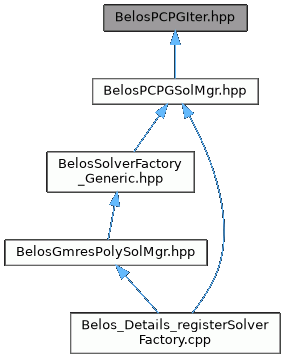 BelosPCPGIter.hpp
BelosPCPGSolMgr.hpp
BelosSolverFactory
_Generic.hpp
BelosGmresPolySolMgr.hpp
Belos_Details_registerSolver
Factory.cpp